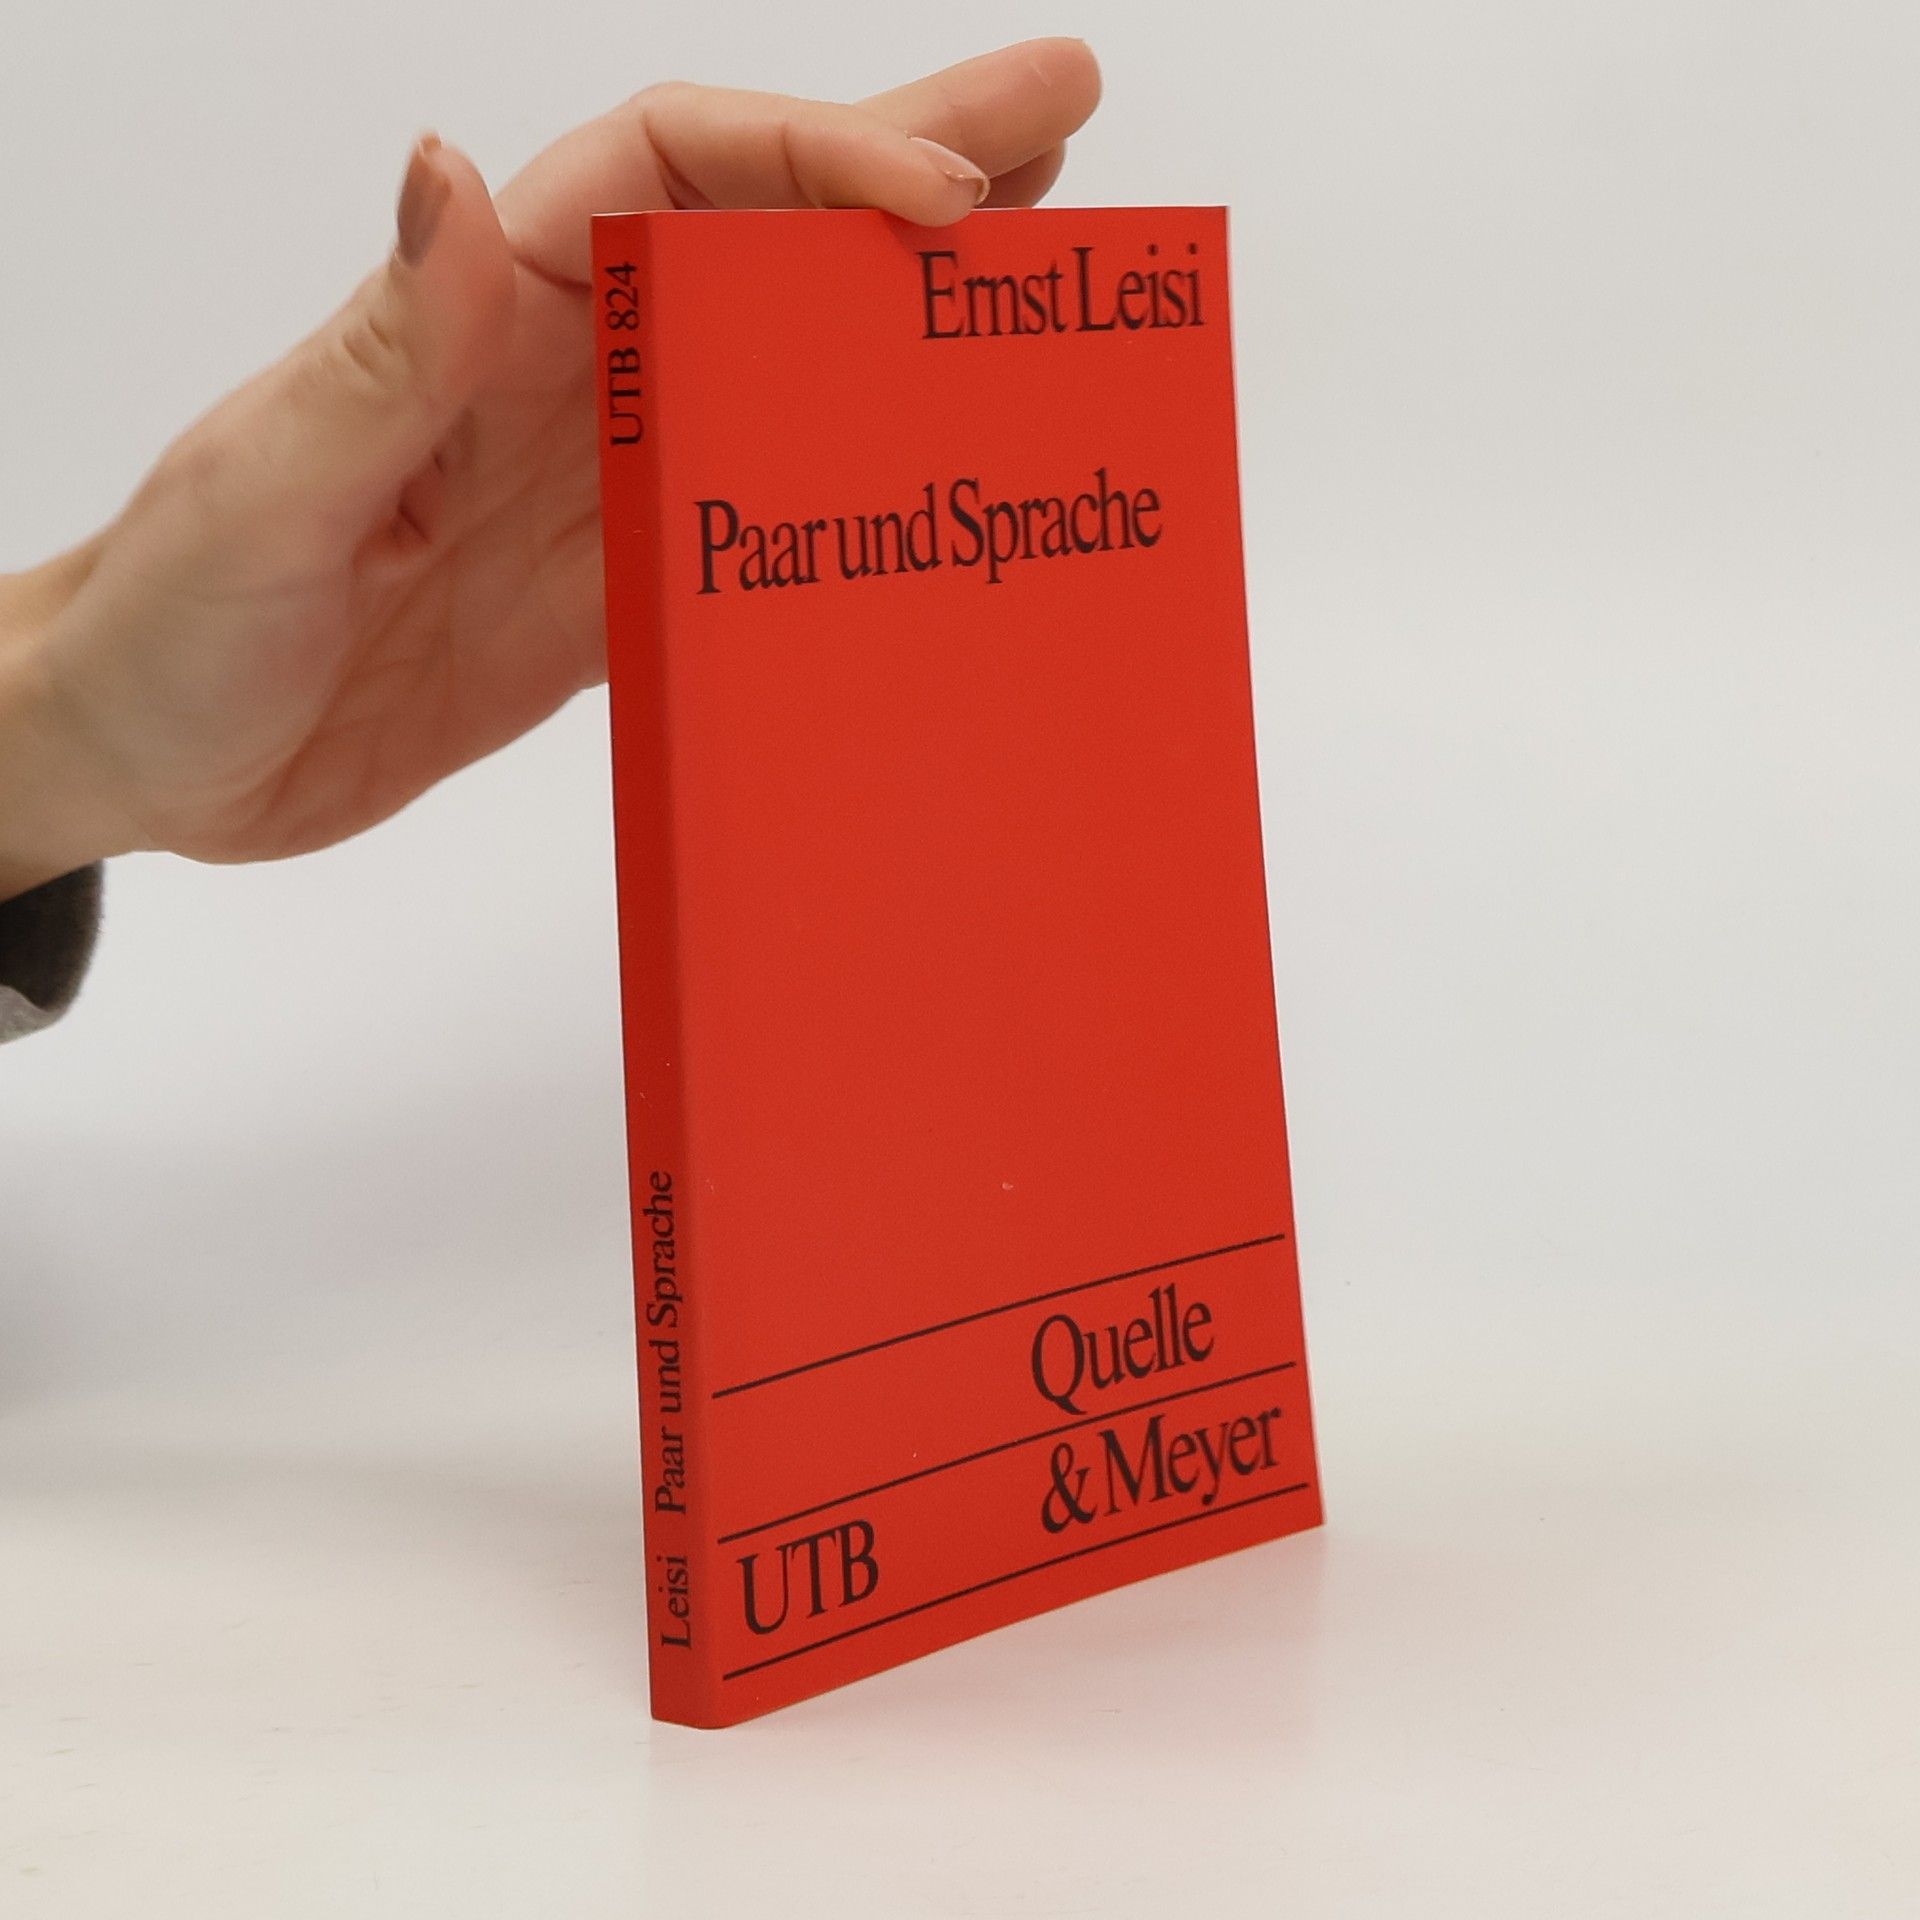 UTB 824
Leisi Paar und Sprache
Ernst Leisi
Paar und Sprache
Quelle
& Meyer
UTB